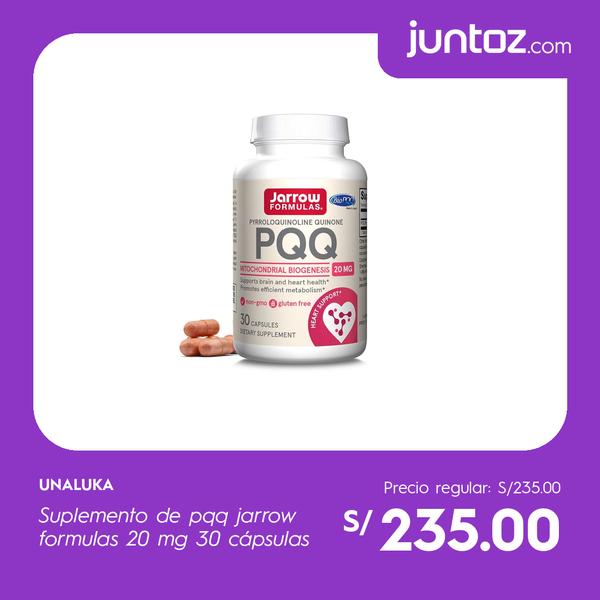 juntoz.com
Jarrow
FORMULAS®
BioPQQ
PYRROLOQUINOLINE QUINONE
PQQ
MITOCHONDRIAL BIOGENESIS 20 MG
Supports brain and heart health*
Promotes efficient metabolism*
non-gmo gluten free
HEART SUPPORT*
30 CAPSULES
DIETARY SUPPLEMENT
UNALUKA
Precio regular: S/235.00
Suplemento de pqq jarrow
formulas 20 mg 30 cápsulas
S/ 235.00